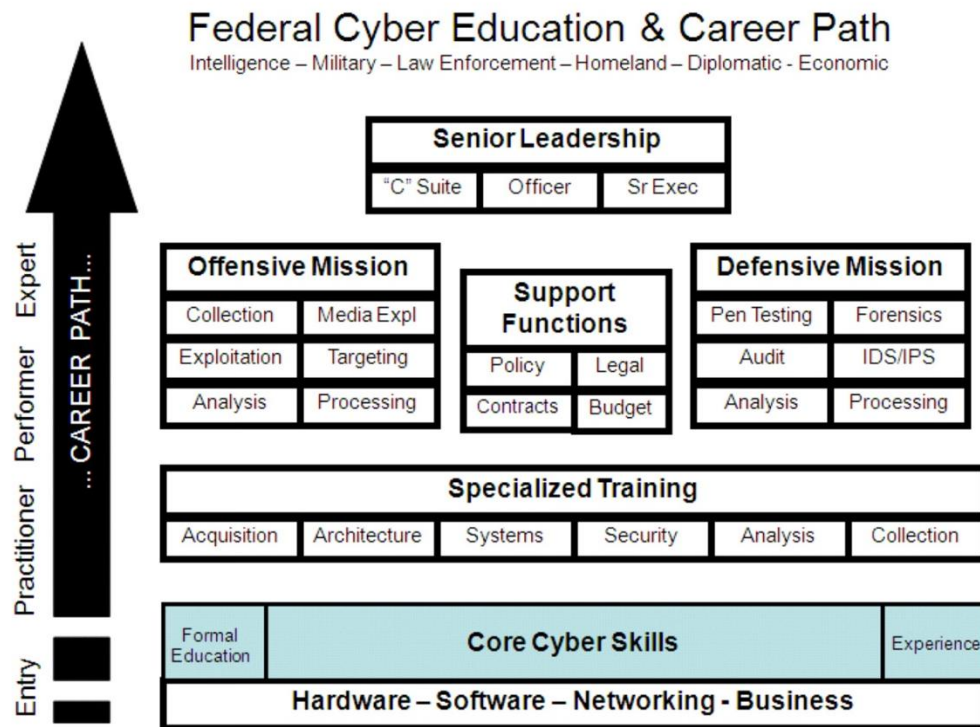 Federal Cyber Education & Career Path
Intelligence – Military – Law Enforcement – Homeland – Diplomatic - Economic
Senior Leadership
"C" Suite
Officer
Sr Exec
Offensive Mission
Collection
Media Expl
Exploitation
Targeting
Analysis
Processing
Support
Functions
Policy
Legal
Contracts
Budget
Defensive Mission
Pen Testing
Forensics
Audit
IDS/IPS
Analysis
Processing
Specialized Training
Acquisition
Architecture
Systems
Security
Analysis
Collection
Formal
Education
Core Cyber Skills
Experience
Hardware – Software – Networking - Business
... CAREER PATH...
Expert
Performer
Practitioner
Entry